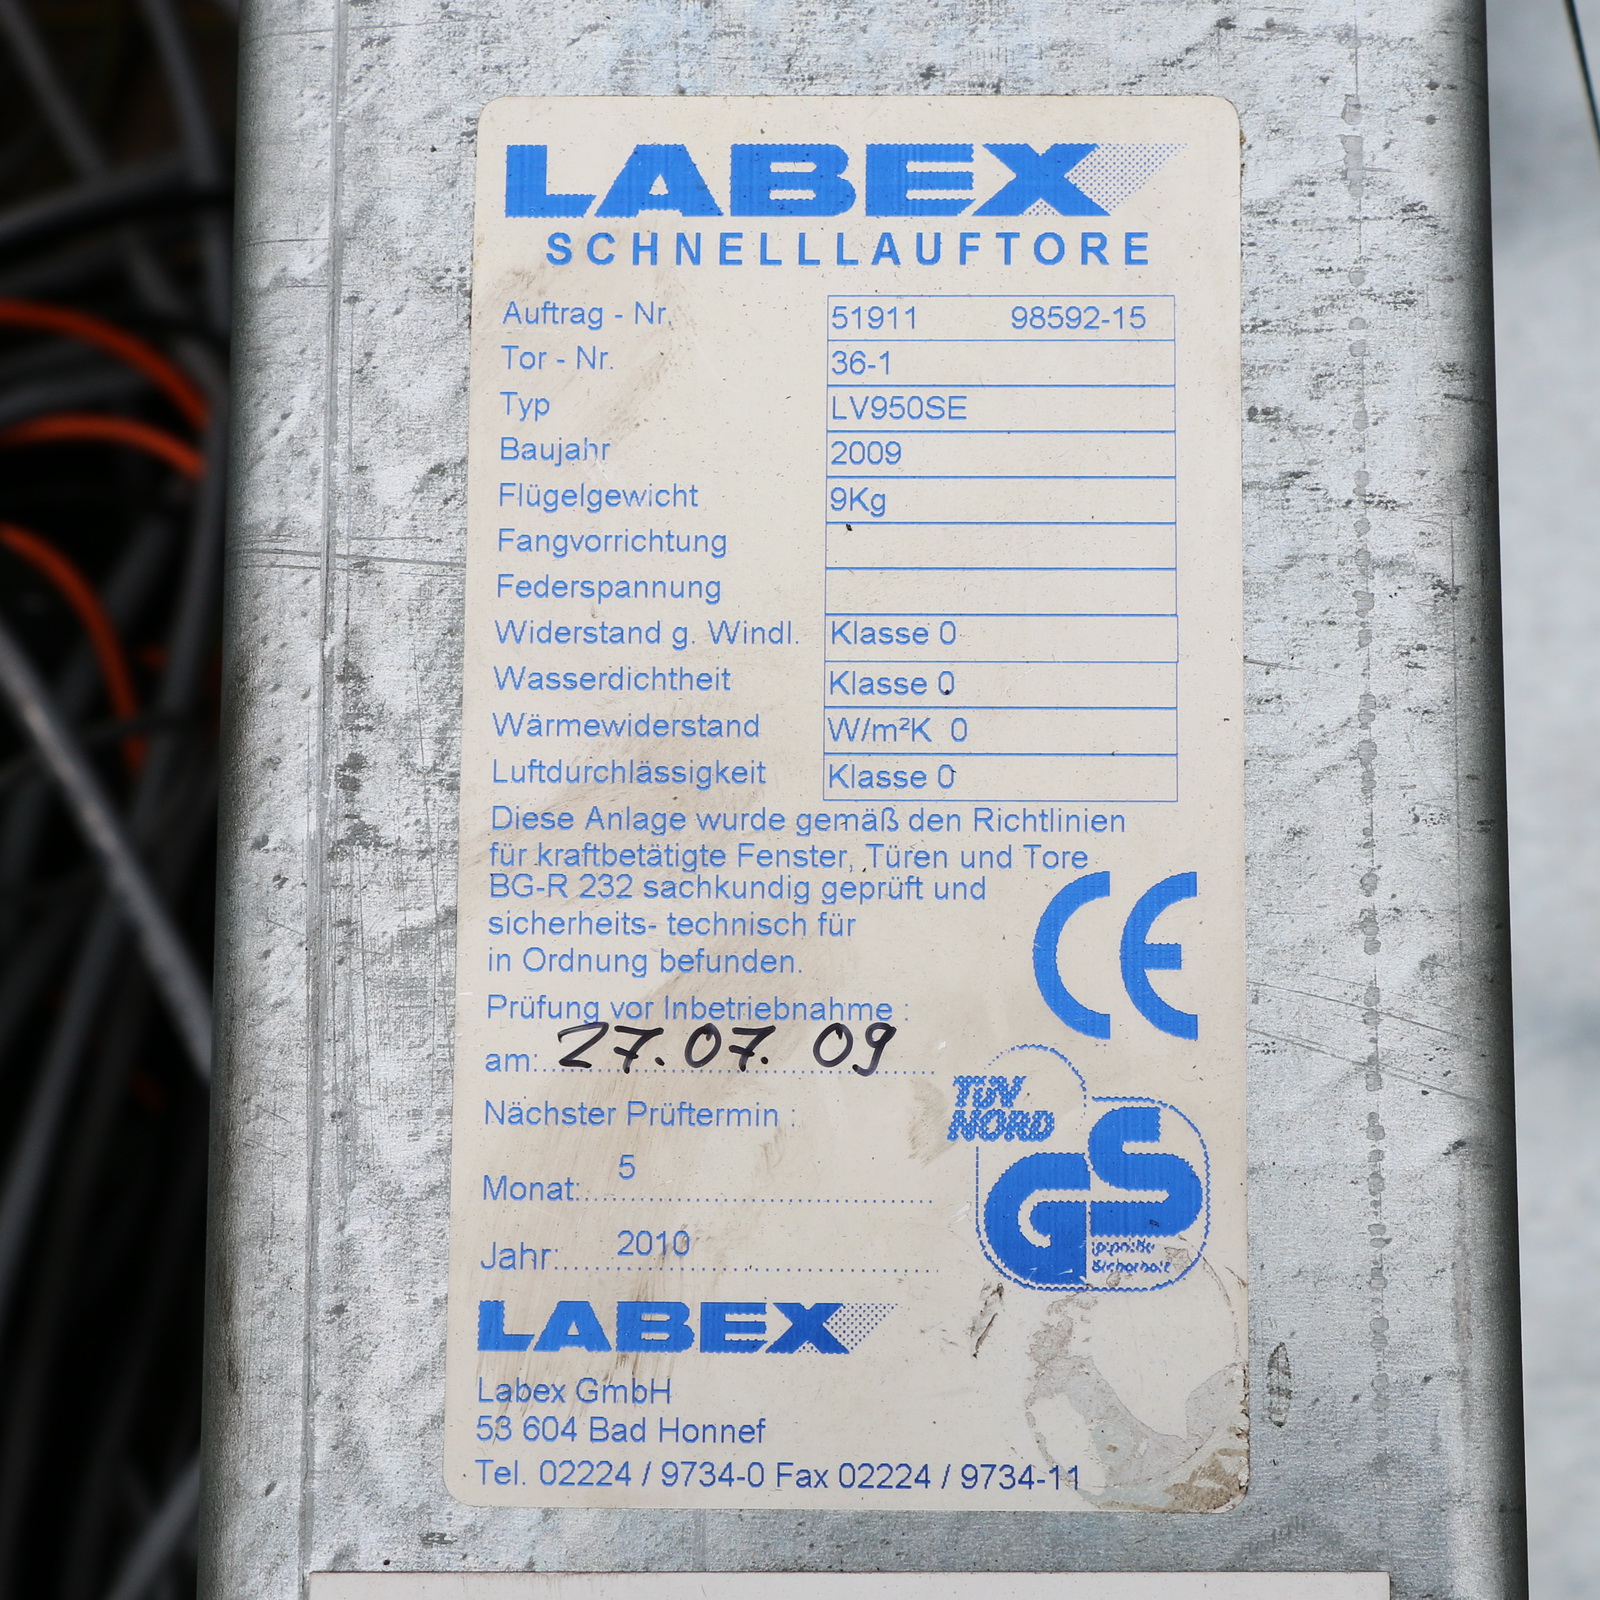 LABEX
SCHNELLLAUFTORE
Auftrag - Nr. 51911 98592-15
Tor - Nr. 36-1
Typ LV950SE
Baujahr 2009
Flügelgewicht 9Kg
Fangvorrichtung
Federspannung
Widerstand g. Windl. Klasse 0
Wasserdichtheit Klasse 0
Wärmewiderstand W/m²K 0
Luftdurchlässigkeit Klasse 0
Diese Anlage wurde gemäß den Richtlinien
für kraftbetätigte Fenster, Türen und Tore
BG-R 232 sachkundig geprüft und
sicherheits- technisch für
in Ordnung befunden.
CE
Prüfung vor Inbetriebnahme :
am: 27.07.09
Nächster Prüftermin :
Monat: 5
Jahr: 2010
TÜV
NORD
GS
geprüfte
Sicherheit
LABEX
Labex GmbH
53 604 Bad Honnef
Tel. 02224 / 9734-0 Fax 02224 / 9734-11